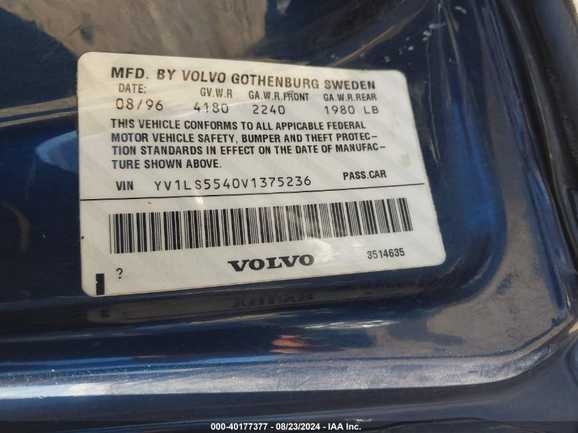 MFD. BY VOLVO GOTHENBURG SWEDEN
DATE: G.V.W.R GA.W.R.FRONT GA.W.R.REAR
08/96 4180 2240 1980 LB
THIS VEHICLE CONFORMS TO ALL APPLICABLE FEDERAL
MOTOR VEHICLE SAFETY, BUMPER AND THEFT PROTEC-
TION STANDARDS IN EFFECT ON THE DATE OF MANUFAC-
TURE SHOWN ABOVE.
VIN YV1LS5540V1375236 PASS.CAR
? VOLVO 3514635
000-40177377 - 08/23/2024 - IAA Inc.